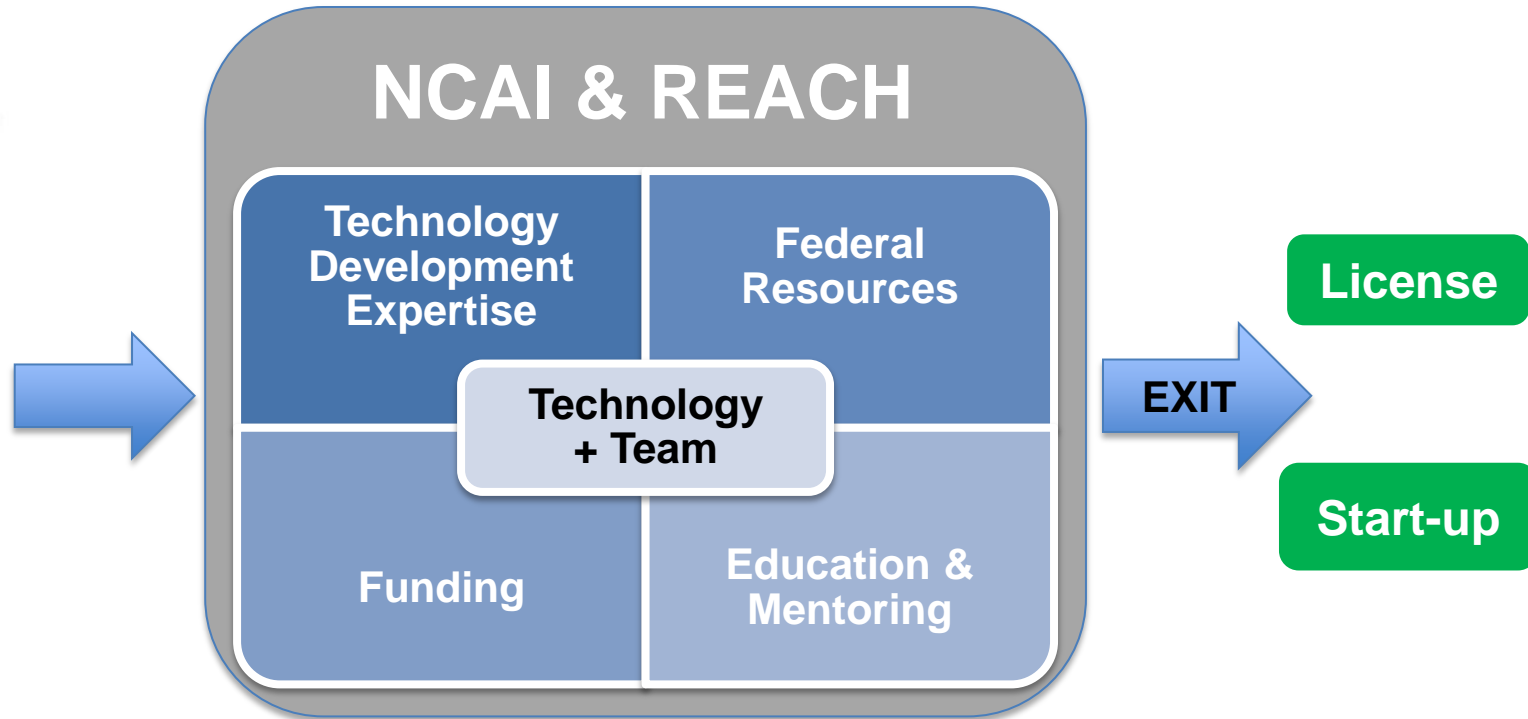 NCAI & REACH
Technology
Development
Expertise
Federal
Resources
Technology
+ Team
Funding
Education &
Mentoring
EXIT
License
Start-up